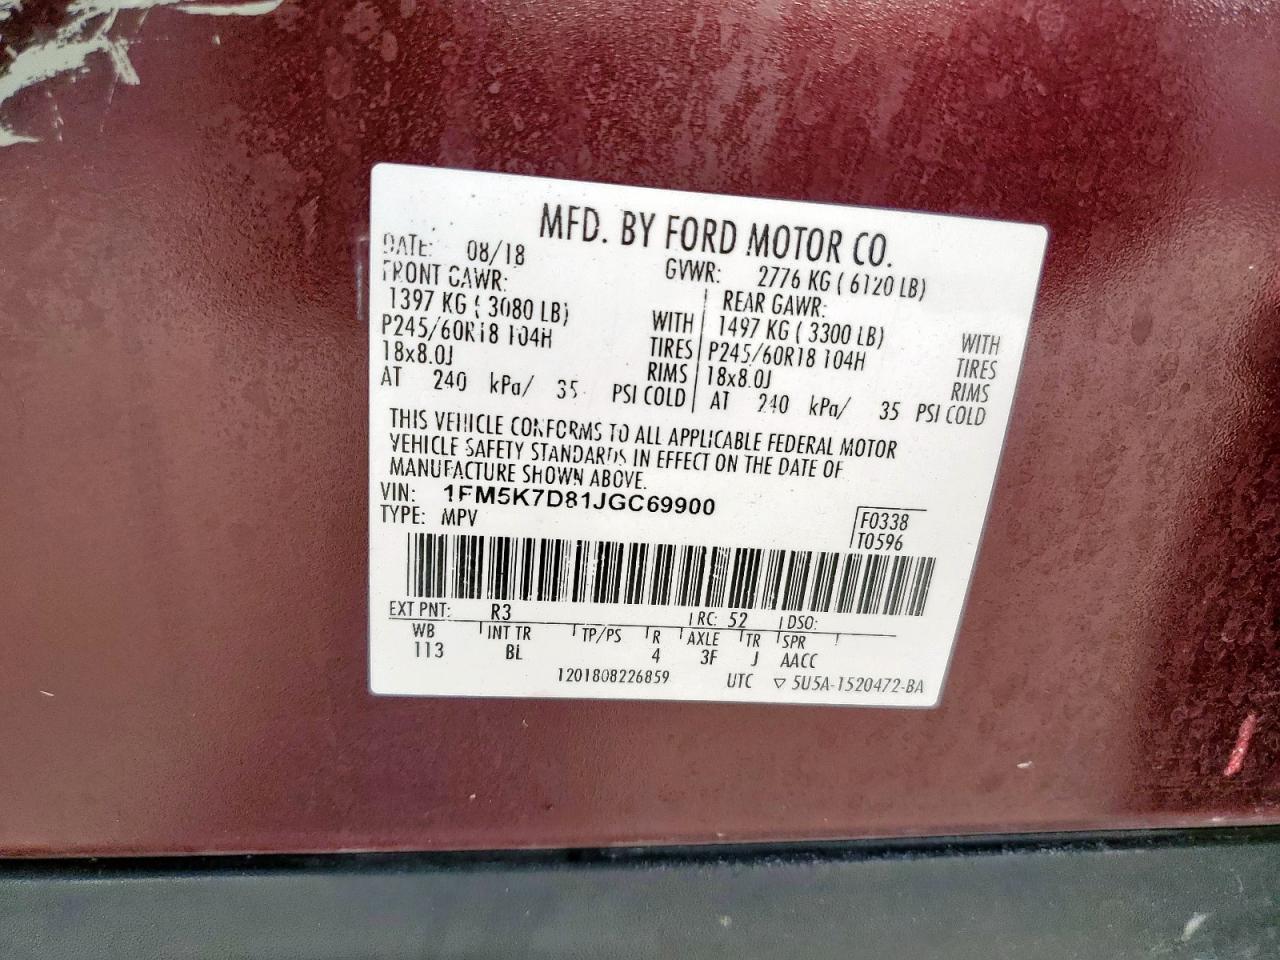 MFD. BY FORD MOTOR CO.
DATE: 08/18 GVWR: 2776 KG ( 6120 LB)
FRONT GAWR: REAR GAWR:
1397 KG ( 3080 LB) WITH 1497 KG ( 3300 LB) WITH
P245/60R18 104H TIRES P245/60R18 104H TIRES
18x8.0J RIMS 18x8.0J RIMS
AT 240 kPa/ 35 PSI COLD AT 240 kPa/ 35 PSI COLD
THIS VEHICLE CONFORMS TO ALL APPLICABLE FEDERAL MOTOR
VEHICLE SAFETY STANDARDS IN EFFECT ON THE DATE OF
MANUFACTURE SHOWN ABOVE.
VIN: 1FM5K7D81JGC69900
TYPE: MPV
F0338
T0596
EXT PNT: R3 RC: 52 DSO:
WB INT TR TP/PS R AXLE TR SPR
113 BL 4 3F J AACC
1201808226859 UTC ▽ 5U5A-1520472-BA